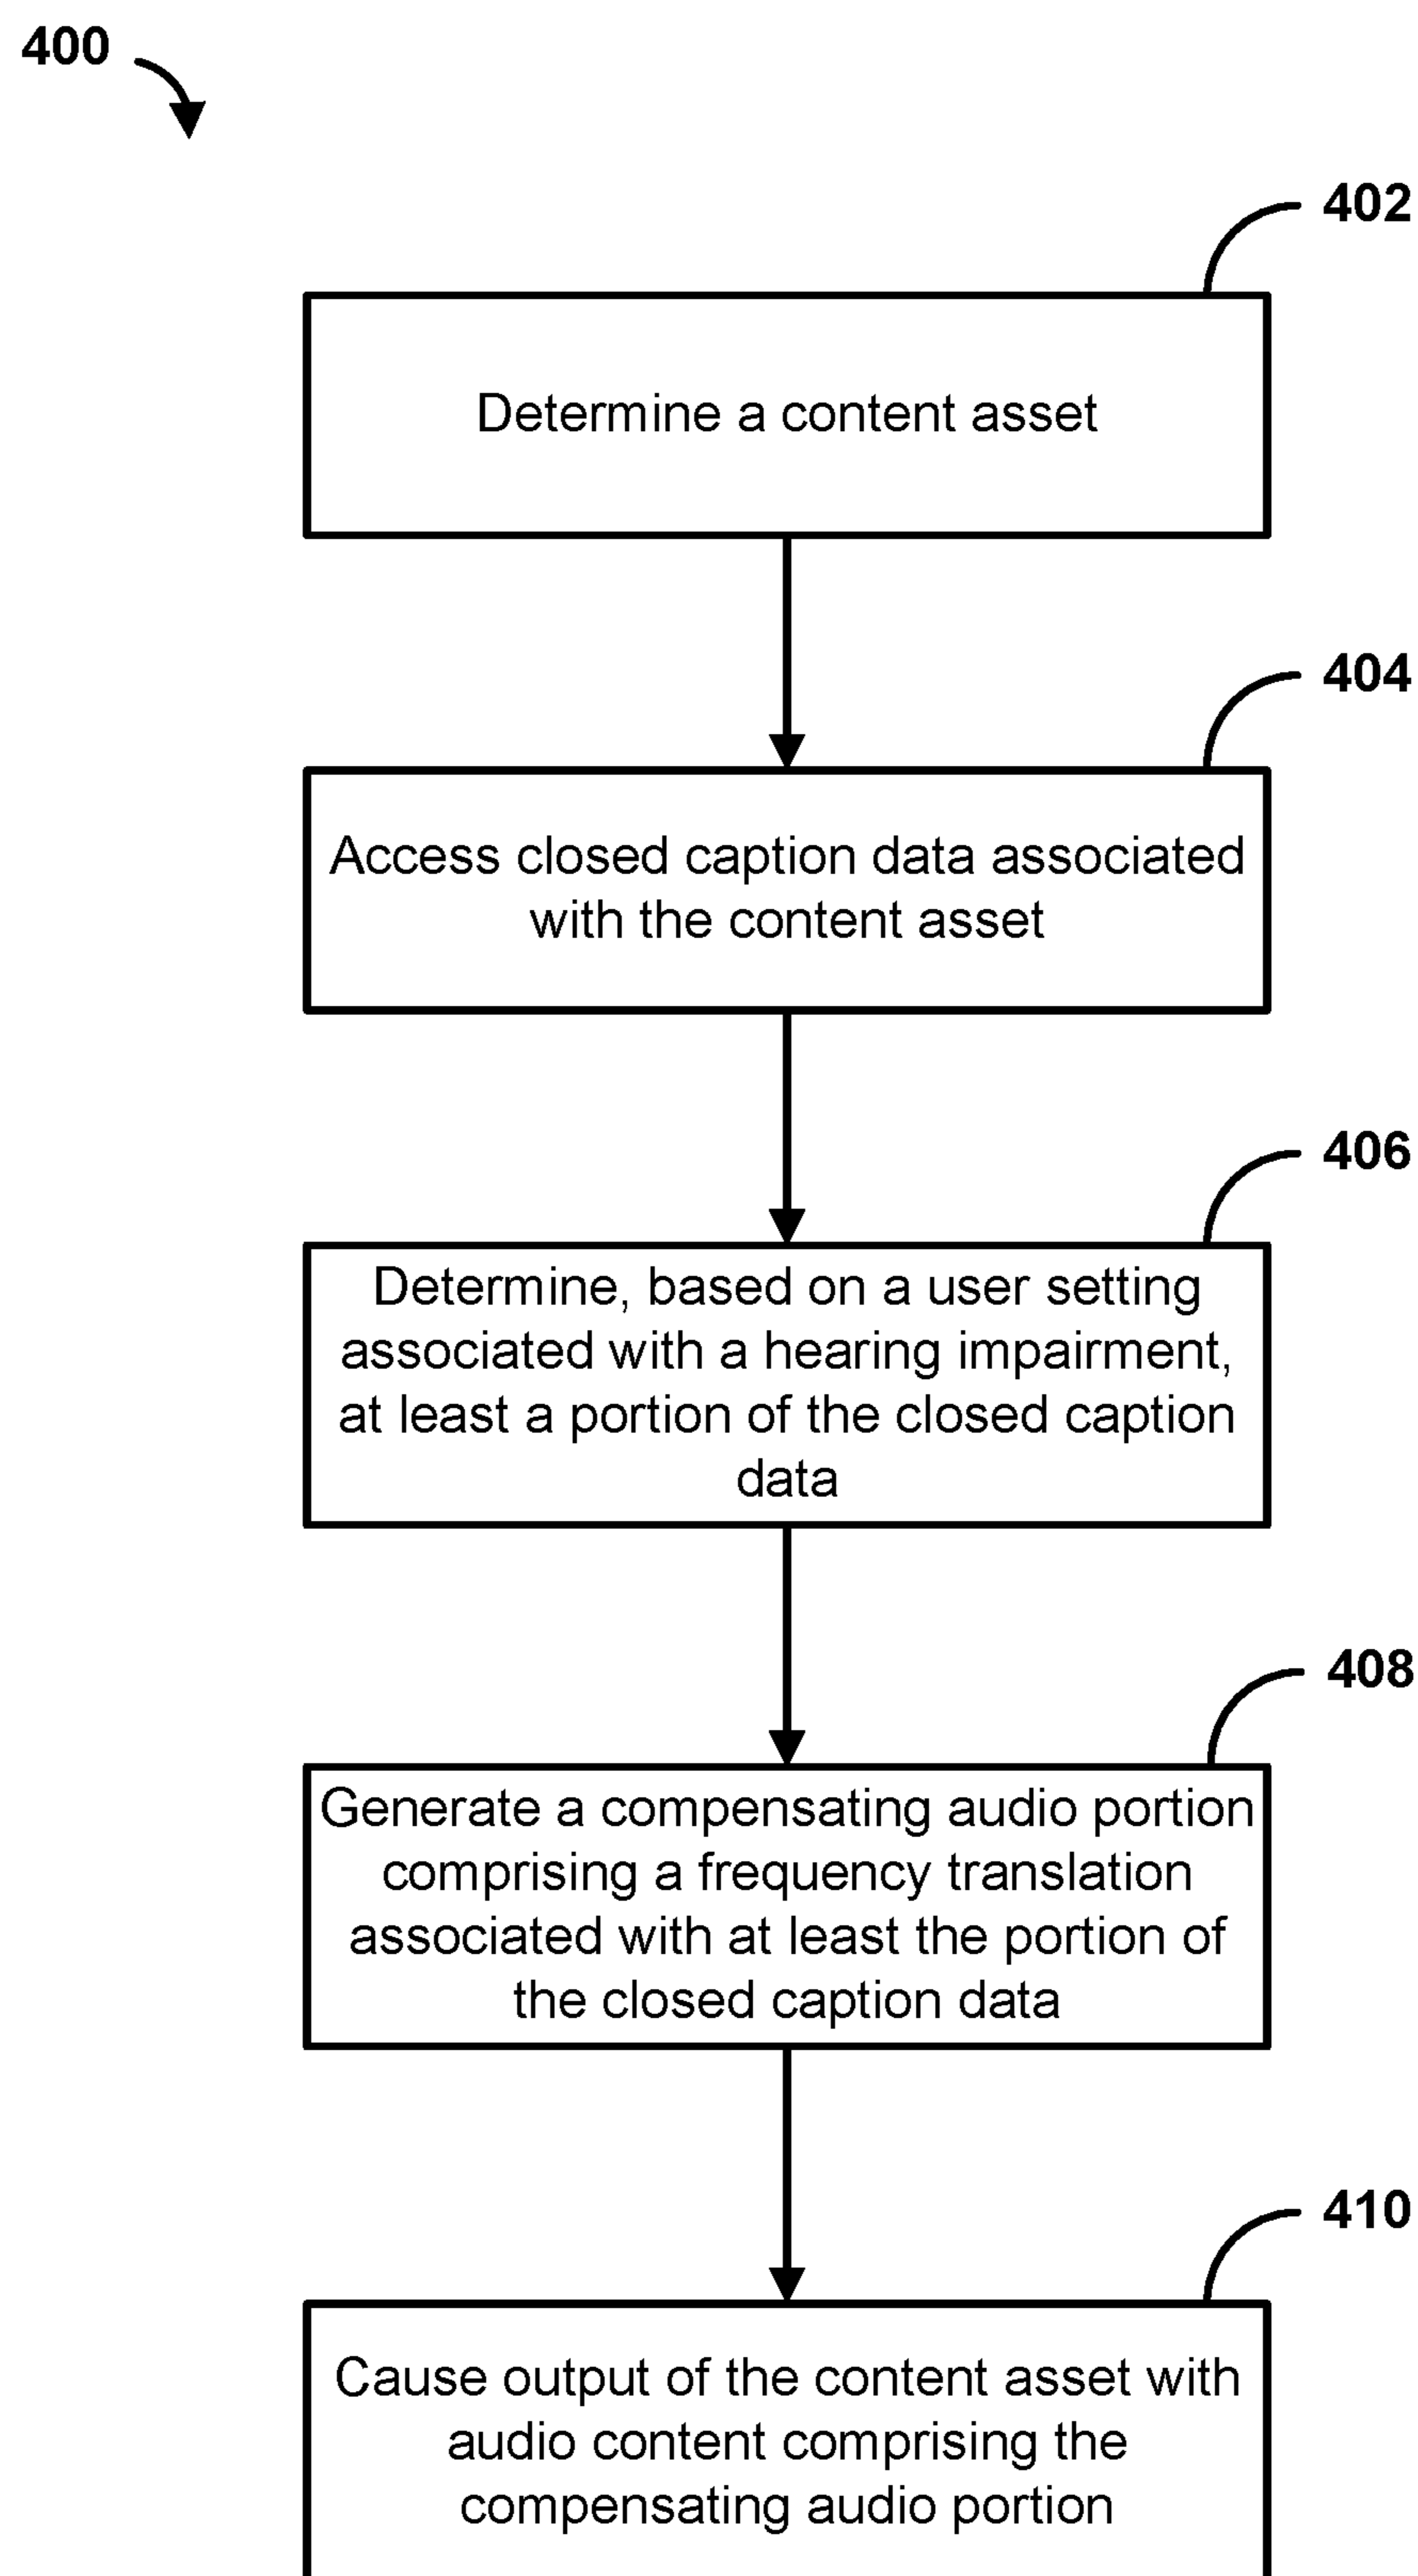 400
402
Determine a content asset
404
Access closed caption data associated
with the content asset
406
Determine, based on a user setting
associated with a hearing impairment,
at least a portion of the closed caption
data
408
Generate a compensating audio portion
comprising a frequency translation
associated with at least the portion of
the closed caption data
410
Cause output of the content asset with
audio content comprising the
compensating audio portion